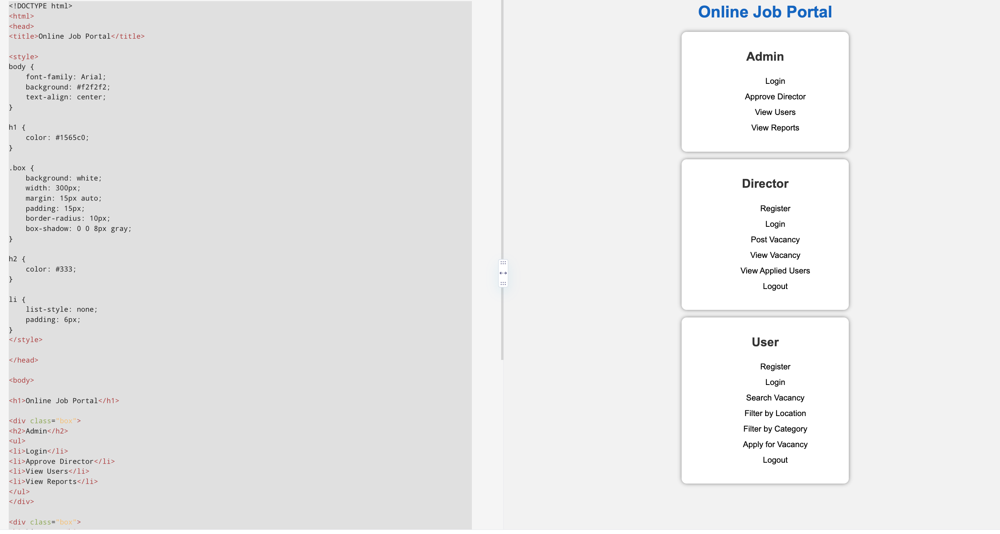 <!DOCTYPE html>
<html>
<head>
<title>Online Job Portal</title>
<style>
body {
    font-family: Arial;
    background: #f2f2f2;
    text-align: center;
}
h1 {
    color: #1565c0;
}
.box {
    background: white;
    width: 300px;
    margin: 15px auto;
    padding: 15px;
    border-radius: 10px;
    box-shadow: 0 0 8px gray;
}
h2 {
    color: #333;
}
li {
    list-style: none;
    padding: 6px;
}
</style>
</head>
<body>
<h1>Online Job Portal</h1>
<div class="box">
<h2>Admin</h2>
<ul>
<li>Login</li>
<li>Approve Director</li>
<li>View Users</li>
<li>View Reports</li>
</ul>
</div>
<div class="box">
Online Job Portal
Admin
Login
Approve Director
View Users
View Reports
Director
Register
Login
Post Vacancy
View Vacancy
View Applied Users
Logout
User
Register
Login
Search Vacancy
Filter by Location
Filter by Category
Apply for Vacancy
Logout